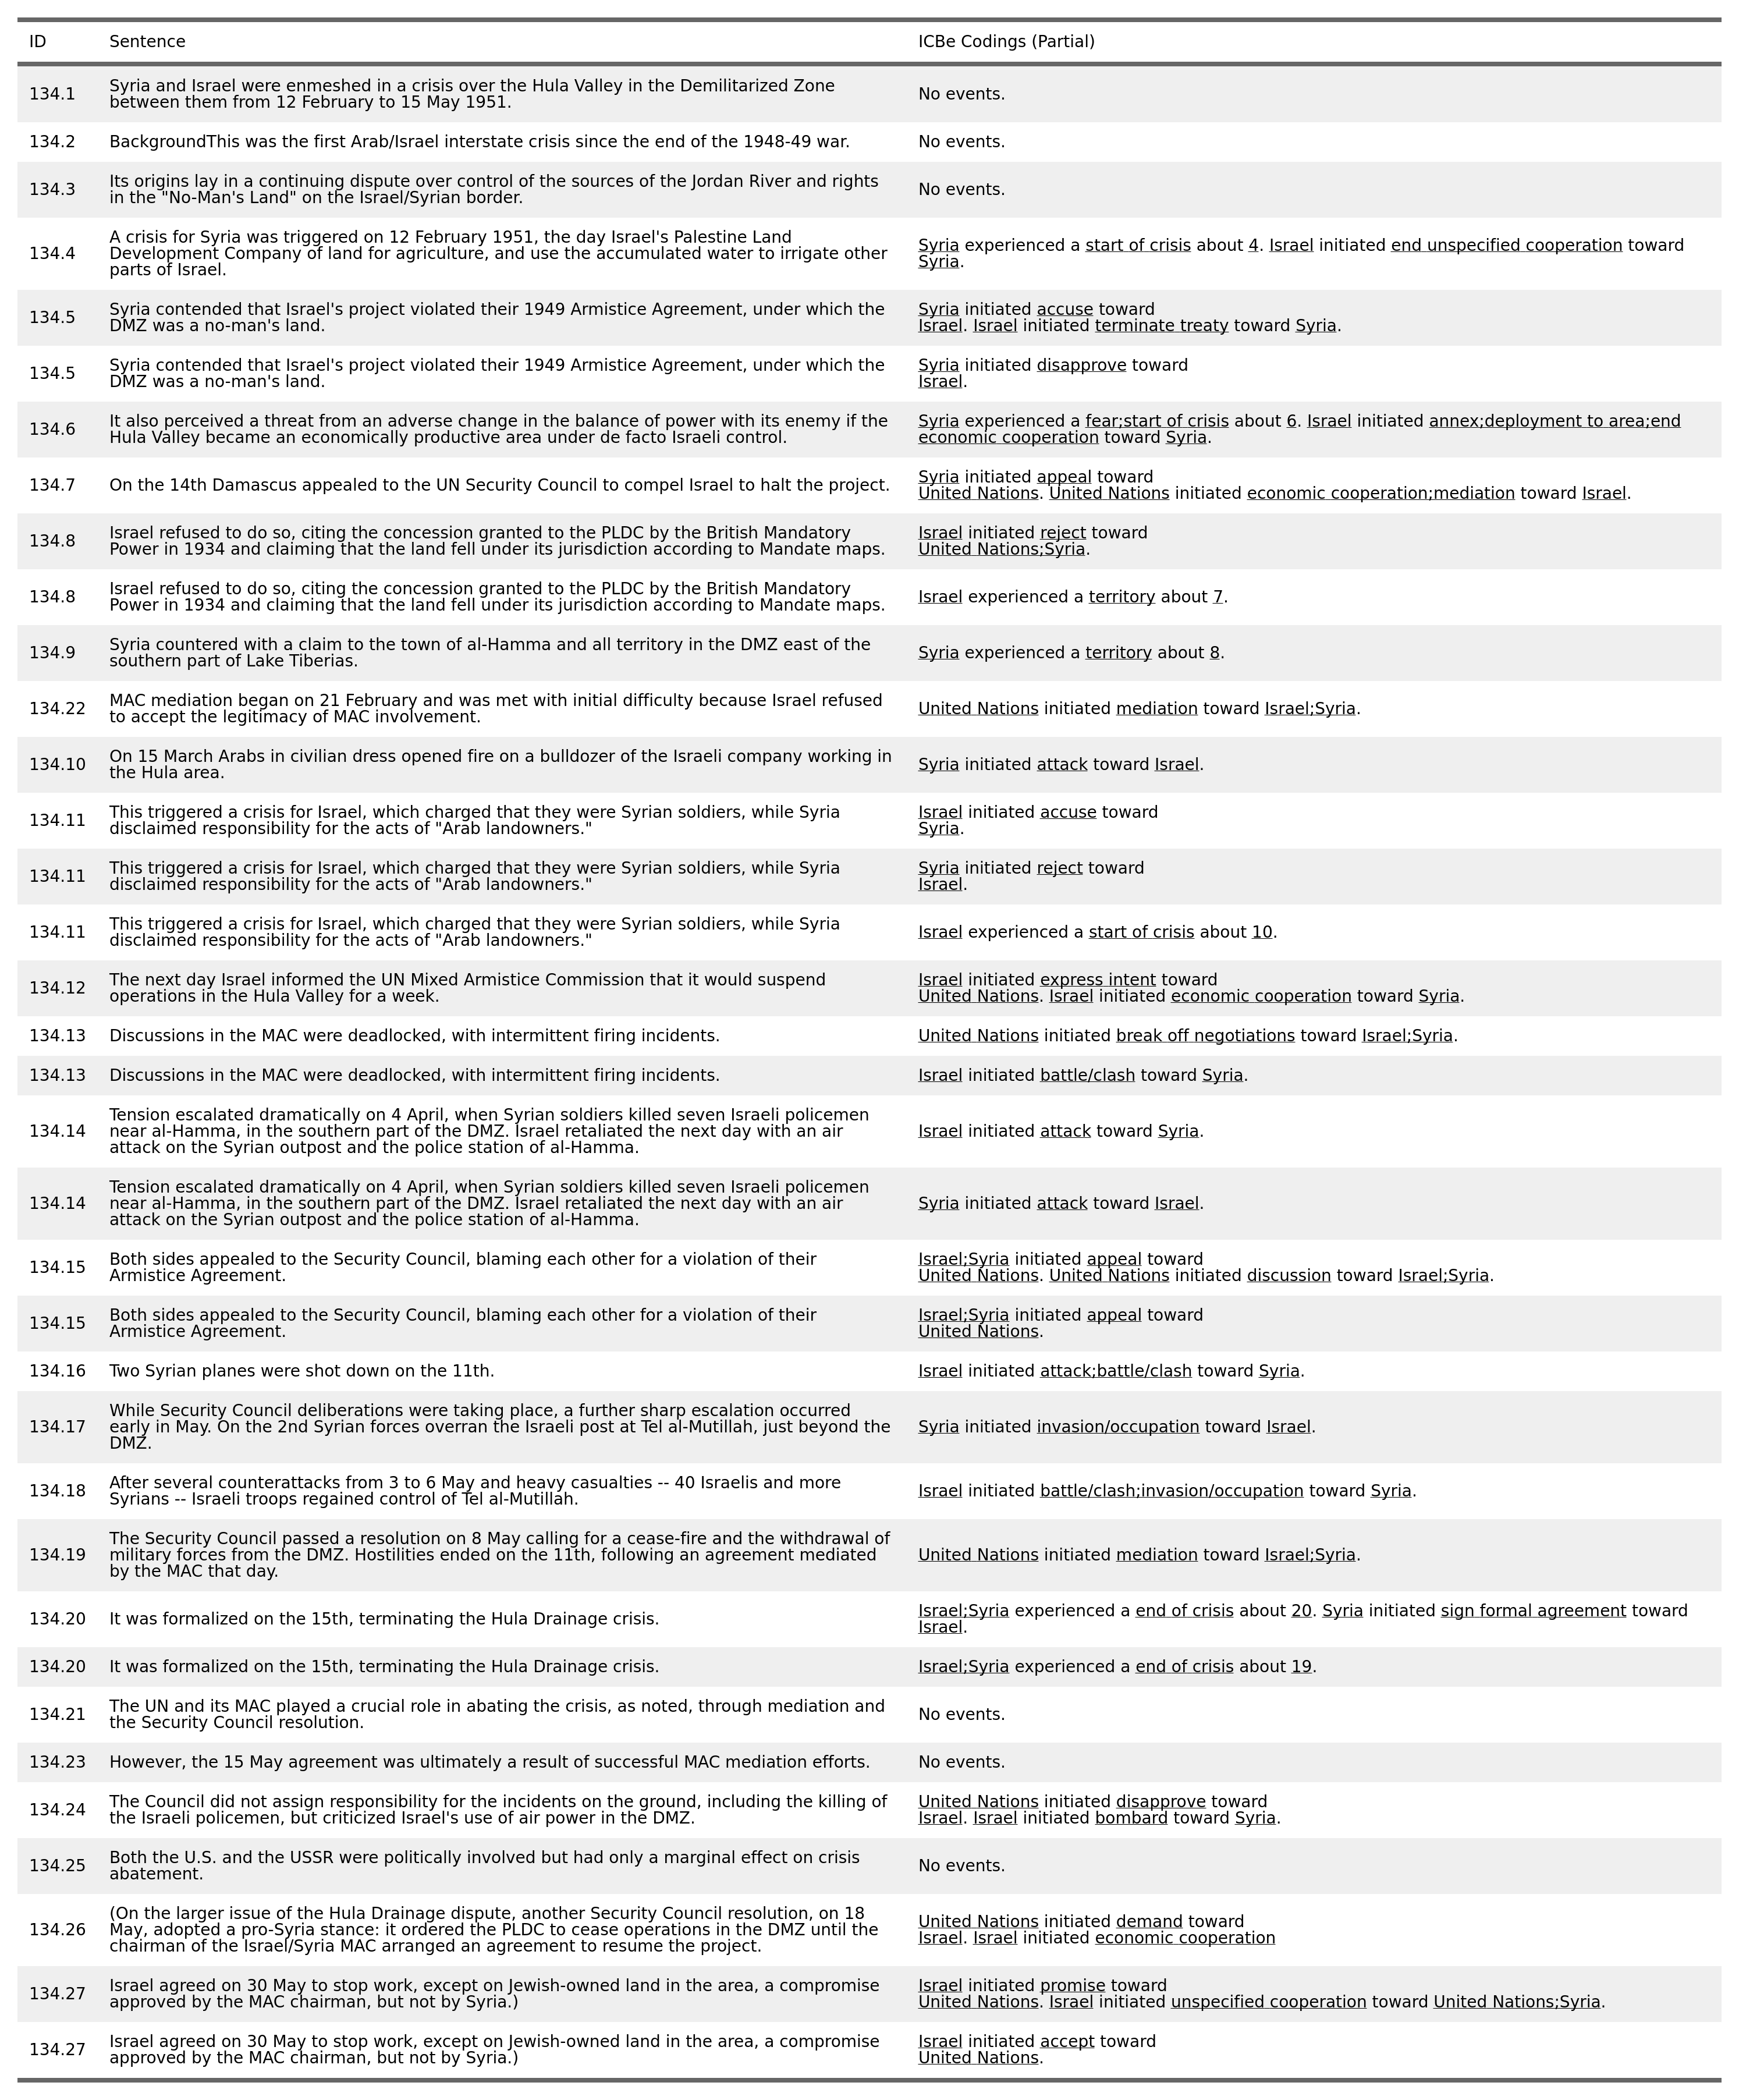 ID Sentence ICBe Codings (Partial)
134.1 Syria and Israel were enmeshed in a crisis over the Hula Valley in the Demilitarized Zone
between them from 12 February to 15 May 1951.
No events.
134.2 BackgroundThis was the first Arab/Israel interstate crisis since the end of the 1948-49 war.
No events.
134.3 Its origins lay in a continuing dispute over control of the sources of the Jordan River and rights
in the "No-Man's Land" on the Israel/Syrian border.
No events.
134.4 A crisis for Syria was triggered on 12 February 1951, the day Israel's Palestine Land
Development Company of land for agriculture, and use the accumulated water to irrigate other
parts of Israel.
Syria experienced a start of crisis about 4. Israel initiated end unspecified cooperation toward
Syria.
134.5 Syria contended that Israel's project violated their 1949 Armistice Agreement, under which the
DMZ was a no-man's land.
Syria initiated accuse toward
Israel. Israel initiated terminate treaty toward Syria.
134.5 Syria contended that Israel's project violated their 1949 Armistice Agreement, under which the
DMZ was a no-man's land.
Syria initiated disapprove toward
Israel.
134.6 It also perceived a threat from an adverse change in the balance of power with its enemy if the
Hula Valley became an economically productive area under de facto Israeli control.
Syria experienced a fear;start of crisis about 6. Israel initiated annex;deployment to area;end
economic cooperation toward Syria.
134.7 On the 14th Damascus appealed to the UN Security Council to compel Israel to halt the project.
Syria initiated appeal toward
United Nations. United Nations initiated economic cooperation;mediation toward Israel.
134.8 Israel refused to do so, citing the concession granted to the PLDC by the British Mandatory
Power in 1934 and claiming that the land fell under its jurisdiction according to Mandate maps.
Israel initiated reject toward
United Nations;Syria.
134.8 Israel refused to do so, citing the concession granted to the PLDC by the British Mandatory
Power in 1934 and claiming that the land fell under its jurisdiction according to Mandate maps.
Israel experienced a territory about 7.
134.9 Syria countered with a claim to the town of al-Hamma and all territory in the DMZ east of the
southern part of Lake Tiberias.
Syria experienced a territory about 8.
134.22 MAC mediation began on 21 February and was met with initial difficulty because Israel refused
to accept the legitimacy of MAC involvement.
United Nations initiated mediation toward Israel;Syria.
134.10 On 15 March Arabs in civilian dress opened fire on a bulldozer of the Israeli company working in
the Hula area.
Syria initiated attack toward Israel.
134.11 This triggered a crisis for Israel, which charged that they were Syrian soldiers, while Syria
disclaimed responsibility for the acts of "Arab landowners."
Israel initiated accuse toward
Syria.
134.11 This triggered a crisis for Israel, which charged that they were Syrian soldiers, while Syria
disclaimed responsibility for the acts of "Arab landowners."
Syria initiated reject toward
Israel.
134.11 This triggered a crisis for Israel, which charged that they were Syrian soldiers, while Syria
disclaimed responsibility for the acts of "Arab landowners."
Israel experienced a start of crisis about 10.
134.12 The next day Israel informed the UN Mixed Armistice Commission that it would suspend
operations in the Hula Valley for a week.
Israel initiated express intent toward
United Nations. Israel initiated economic cooperation toward Syria.
134.13 Discussions in the MAC were deadlocked, with intermittent firing incidents.
United Nations initiated break off negotiations toward Israel;Syria.
134.13 Discussions in the MAC were deadlocked, with intermittent firing incidents.
Israel initiated battle/clash toward Syria.
134.14 Tension escalated dramatically on 4 April, when Syrian soldiers killed seven Israeli policemen
near al-Hamma, in the southern part of the DMZ. Israel retaliated the next day with an air
attack on the Syrian outpost and the police station of al-Hamma.
Israel initiated attack toward Syria.
134.14 Tension escalated dramatically on 4 April, when Syrian soldiers killed seven Israeli policemen
near al-Hamma, in the southern part of the DMZ. Israel retaliated the next day with an air
attack on the Syrian outpost and the police station of al-Hamma.
Syria initiated attack toward Israel.
134.15 Both sides appealed to the Security Council, blaming each other for a violation of their
Armistice Agreement.
Israel;Syria initiated appeal toward
United Nations. United Nations initiated discussion toward Israel;Syria.
134.15 Both sides appealed to the Security Council, blaming each other for a violation of their
Armistice Agreement.
Israel;Syria initiated appeal toward
United Nations.
134.16 Two Syrian planes were shot down on the 11th.
Israel initiated attack;battle/clash toward Syria.
134.17 While Security Council deliberations were taking place, a further sharp escalation occurred
early in May. On the 2nd Syrian forces overran the Israeli post at Tel al-Mutillah, just beyond the
DMZ.
Syria initiated invasion/occupation toward Israel.
134.18 After several counterattacks from 3 to 6 May and heavy casualties -- 40 Israelis and more
Syrians -- Israeli troops regained control of Tel al-Mutillah.
Israel initiated battle/clash;invasion/occupation toward Syria.
134.19 The Security Council passed a resolution on 8 May calling for a cease-fire and the withdrawal of
military forces from the DMZ. Hostilities ended on the 11th, following an agreement mediated
by the MAC that day.
United Nations initiated mediation toward Israel;Syria.
134.20 It was formalized on the 15th, terminating the Hula Drainage crisis.
Israel;Syria experienced a end of crisis about 20. Syria initiated sign formal agreement toward
Israel.
134.20 It was formalized on the 15th, terminating the Hula Drainage crisis.
Israel;Syria experienced a end of crisis about 19.
134.21 The UN and its MAC played a crucial role in abating the crisis, as noted, through mediation and
the Security Council resolution.
No events.
134.23 However, the 15 May agreement was ultimately a result of successful MAC mediation efforts.
No events.
134.24 The Council did not assign responsibility for the incidents on the ground, including the killing of
the Israeli policemen, but criticized Israel's use of air power in the DMZ.
United Nations initiated disapprove toward
Israel. Israel initiated bombard toward Syria.
134.25 Both the U.S. and the USSR were politically involved but had only a marginal effect on crisis
abatement.
No events.
134.26 (On the larger issue of the Hula Drainage dispute, another Security Council resolution, on 18
May, adopted a pro-Syria stance: it ordered the PLDC to cease operations in the DMZ until the
chairman of the Israel/Syria MAC arranged an agreement to resume the project.
United Nations initiated demand toward
Israel. Israel initiated economic cooperation
134.27 Israel agreed on 30 May to stop work, except on Jewish-owned land in the area, a compromise
approved by the MAC chairman, but not by Syria.)
Israel initiated promise toward
United Nations. Israel initiated unspecified cooperation toward United Nations;Syria.
134.27 Israel agreed on 30 May to stop work, except on Jewish-owned land in the area, a compromise
approved by the MAC chairman, but not by Syria.)
Israel initiated accept toward
United Nations.